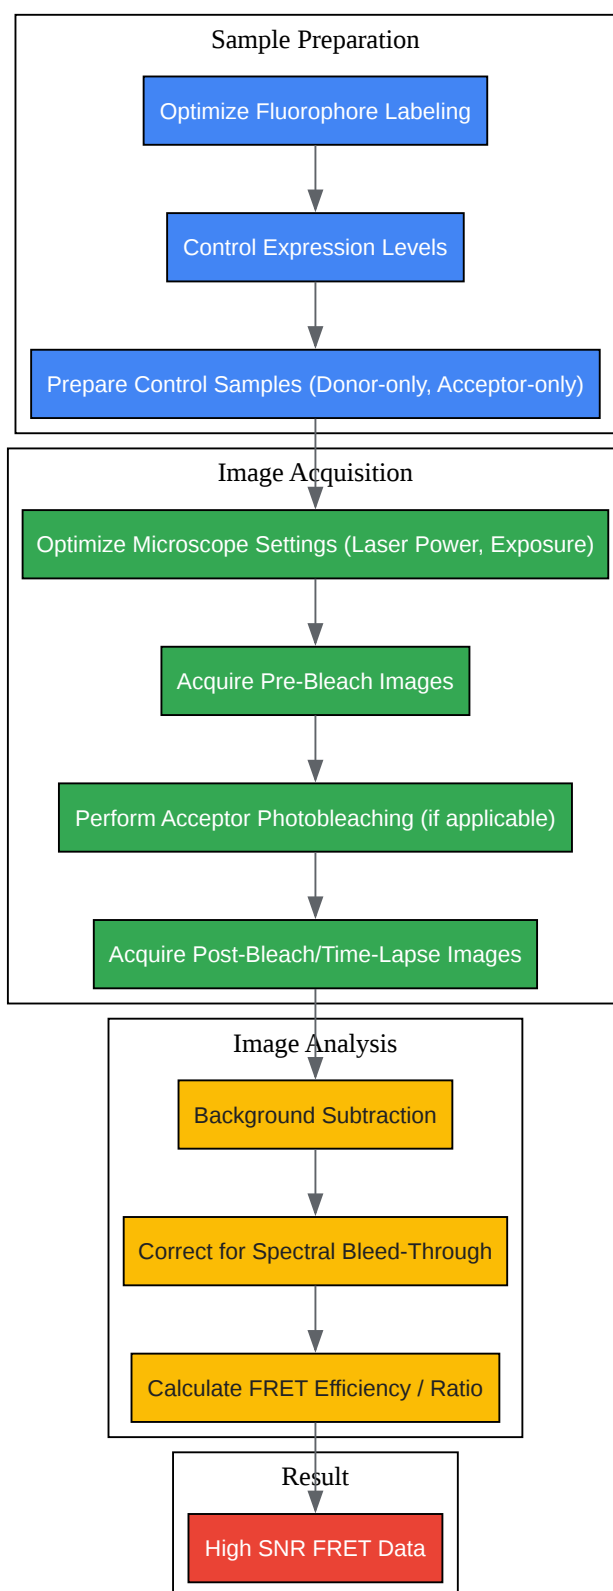 Sample Preparation
Optimize Fluorophore Labeling
Control Expression Levels
Prepare Control Samples (Donor-only, Acceptor-only)
Image Acquisition
Optimize Microscope Settings (Laser Power, Exposure)
Acquire Pre-Bleach Images
Perform Acceptor Photobleaching (if applicable)
Acquire Post-Bleach/Time-Lapse Images
Image Analysis
Background Subtraction
Correct for Spectral Bleed-Through
Calculate FRET Efficiency / Ratio
Result
High SNR FRET Data